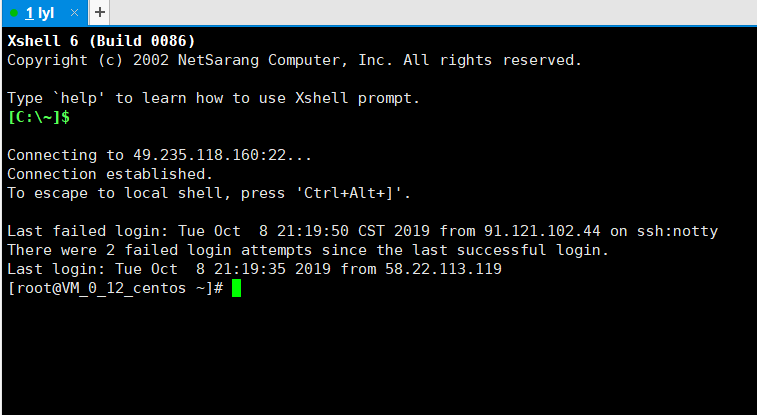 1 lyl × +
Xshell 6 (Build 0086)
Copyright (c) 2002 NetSarang Computer, Inc. All rights reserved.
Type `help' to learn how to use Xshell prompt.
[C:\~]$
Connecting to 49.235.118.160:22...
Connection established.
To escape to local shell, press 'Ctrl+Alt+]'.
Last failed login: Tue Oct  8 21:19:50 CST 2019 from 91.121.102.44 on ssh:notty
There were 2 failed login attempts since the last successful login.
Last login: Tue Oct  8 21:19:35 2019 from 58.22.113.119
[root@VM_0_12_centos ~]#